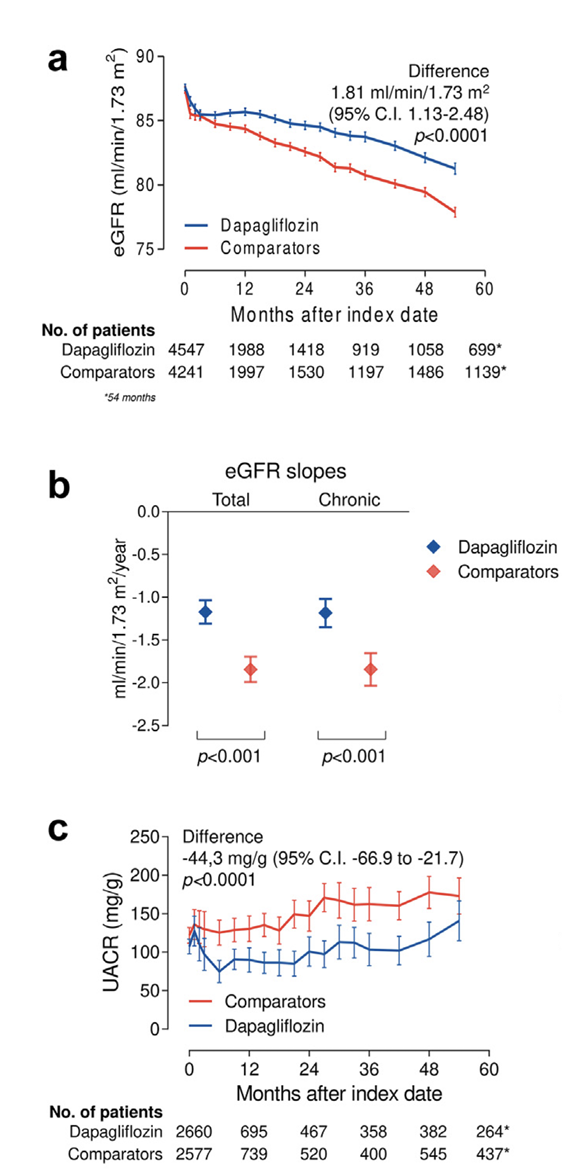 a
eGFR (ml/min/1.73 m²)
90
85
80
75
Difference
1.81 ml/min/1.73 m²
(95% C.I. 1.13-2.48)
p<0.0001
Dapagliflozin
Comparators
0 12 24 36 48 60
Months after index date
No. of patients
Dapagliflozin 4547 1988 1418 919 1058 699*
Comparators 4241 1997 1530 1197 1486 1139*
*54 months
b
eGFR slopes
Total Chronic
ml/min/1.73 m²/year
0.0
-0.5
-1.0
-1.5
-2.0
-2.5
Dapagliflozin
Comparators
p<0.001 p<0.001
c
UACR (mg/g)
250
200
150
100
50
0
Difference
-44,3 mg/g (95% C.I. -66.9 to -21.7)
p<0.0001
Comparators
Dapagliflozin
0 12 24 36 48 60
Months after index date
No. of patients
Dapagliflozin 2660 695 467 358 382 264*
Comparators 2577 739 520 400 545 437*